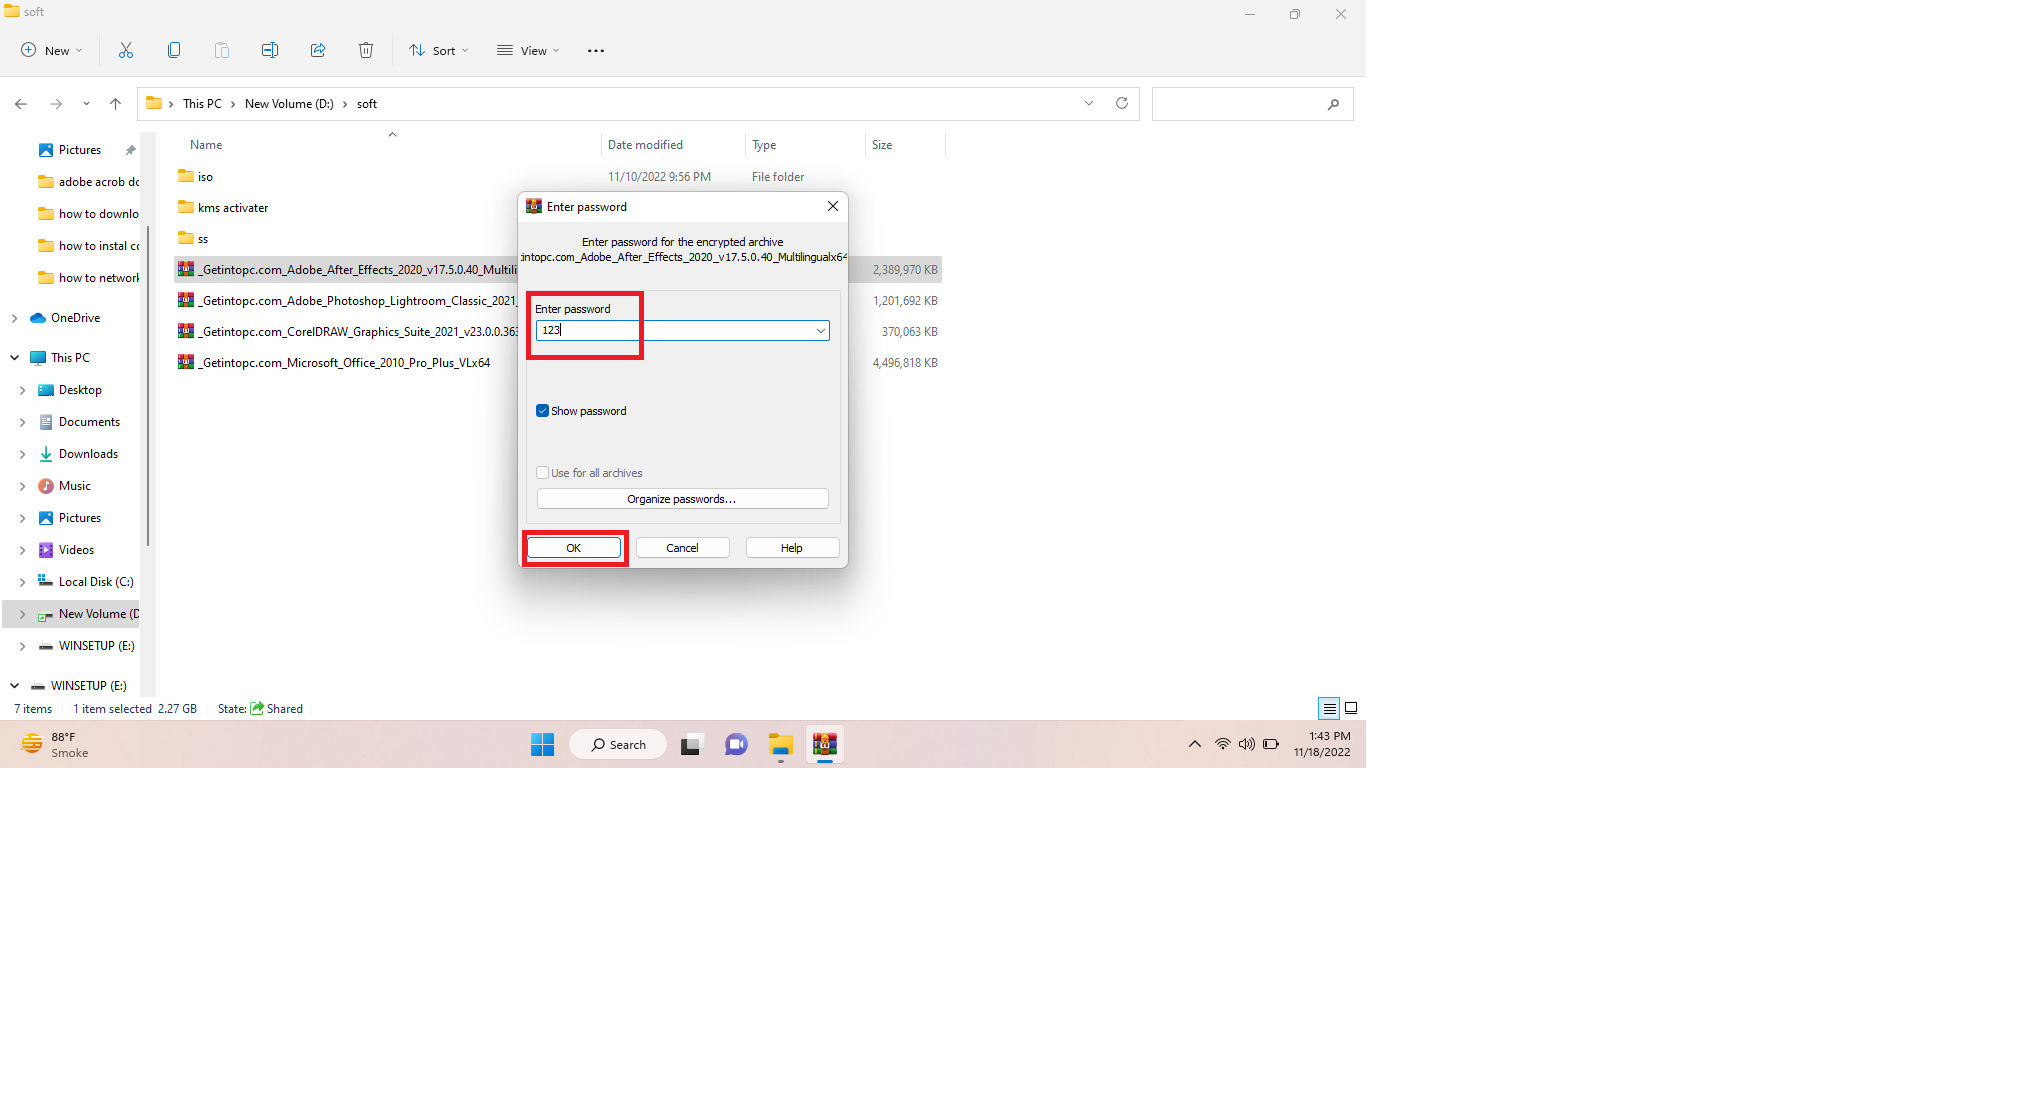 soft
New
Sort
View
This PC
New Volume (D:)
soft
Name
Date modified
Type
Size
Pictures
adobe acrob dc
how to downlo
how to instal co
how to network
OneDrive
This PC
Desktop
Documents
Downloads
Music
Pictures
Videos
Local Disk (C:)
New Volume (D
WINSETUP (E:)
WINSETUP (E:)
iso
11/10/2022 9:56 PM
File folder
kms activater
ss
_Getintopc.com_Adobe_After_Effects_2020_v17.5.0.40_Multili
2,389,970 KB
_Getintopc.com_Adobe_Photoshop_Lightroom_Classic_2021_
1,201,692 KB
_Getintopc.com_CorelDRAW_Graphics_Suite_2021_v23.0.0.363
370,063 KB
_Getintopc.com_Microsoft_Office_2010_Pro_Plus_VLx64
4,496,818 KB
Enter password
Enter password for the encrypted archive
intopc.com_Adobe_After_Effects_2020_v17.5.0.40_Multilingualx64
Enter password
123
Show password
Use for all archives
Organize passwords...
OK
Cancel
Help
7 items
1 item selected 2.27 GB
State: Shared
88°F
Smoke
Search
1:43 PM
11/18/2022